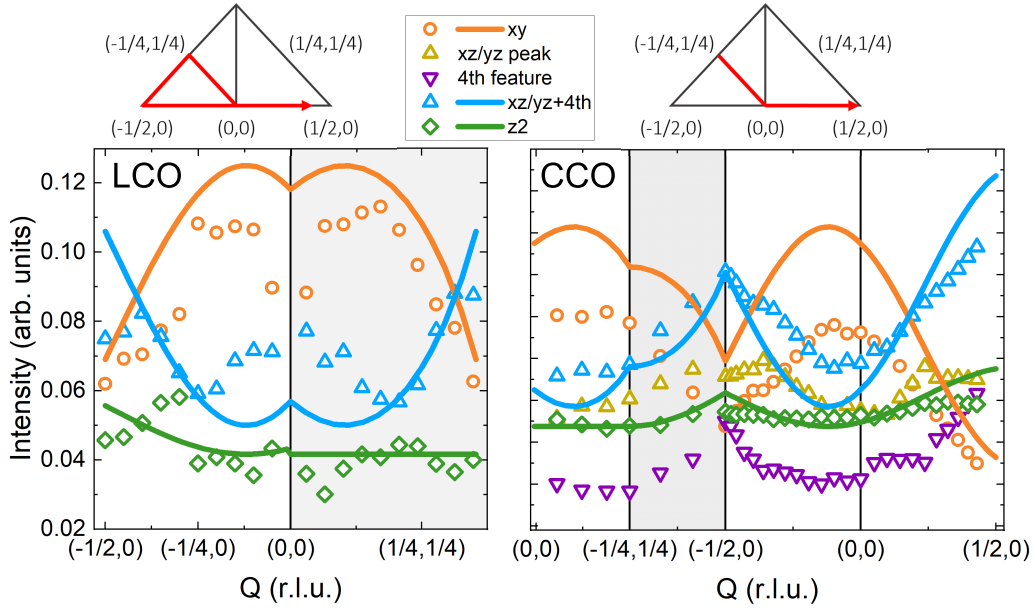 (-1/4,1/4)
(1/4,1/4)
(-1/2,0)
(0,0)
(1/2,0)
xy
xz/yz peak
4th feature
xz/yz+4th
z2
(-1/4,1/4)
(1/4,1/4)
(-1/2,0)
(0,0)
(1/2,0)
LCO
CCO
Intensity (arb. units)
0.12
0.10
0.08
0.06
0.04
0.02
(-1/2,0)
(-1/4,0)
(0,0)
(1/4,1/4)
Q (r.l.u.)
(0,0)
(-1/4,1/4)
(-1/2,0)
(0,0)
(1/2,0)
Q (r.l.u.)